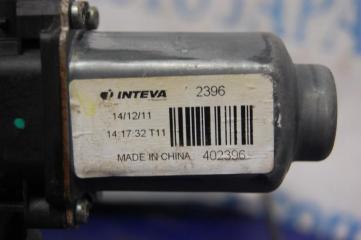 INTEVA 2396
14/12/11
14:17:32 T11
MADE IN CHINA 402396